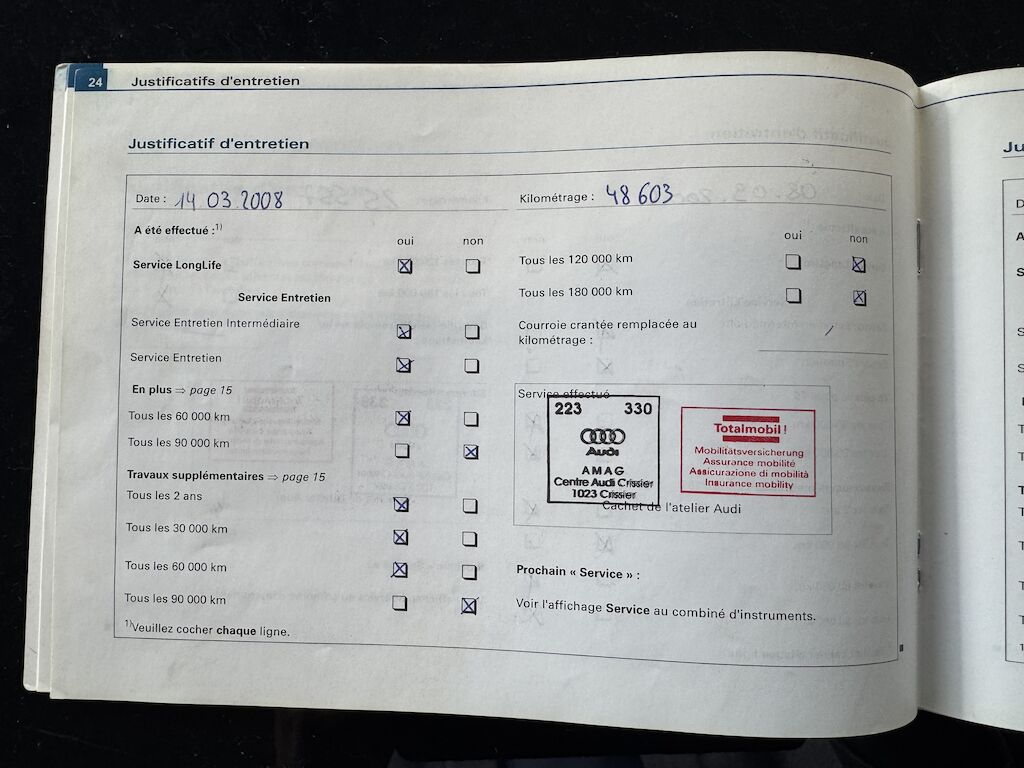 24 Justificatifs d'entretien
Justificatif d'entretien
Date : 14 03 2008
Kilométrage : 48 603
A été effectué :1)
oui non
Service LongLife
Service Entretien
Service Entretien Intermédiaire
Service Entretien
En plus ⇒ page 15
Tous les 60 000 km
Tous les 90 000 km
Travaux supplémentaires ⇒ page 15
Tous les 2 ans
Tous les 30 000 km
Tous les 60 000 km
Tous les 90 000 km
1)Veuillez cocher chaque ligne.
oui non
Tous les 120 000 km
Tous les 180 000 km
Courroie crantée remplacée au
kilométrage : /
Service effectué
223 330
Audi
AMAG
Centre Audi Crissier
1023 Crissier
Totalmobil !
Mobilitätsversicherung
Assurance mobilité
Assicurazione di mobilità
Insurance mobility
Cachet de l'atelier Audi
Prochain « Service » :
Voir l'affichage Service au combiné d'instruments.
Ju
D
A
S
S
S
T
T
T
T
T
T